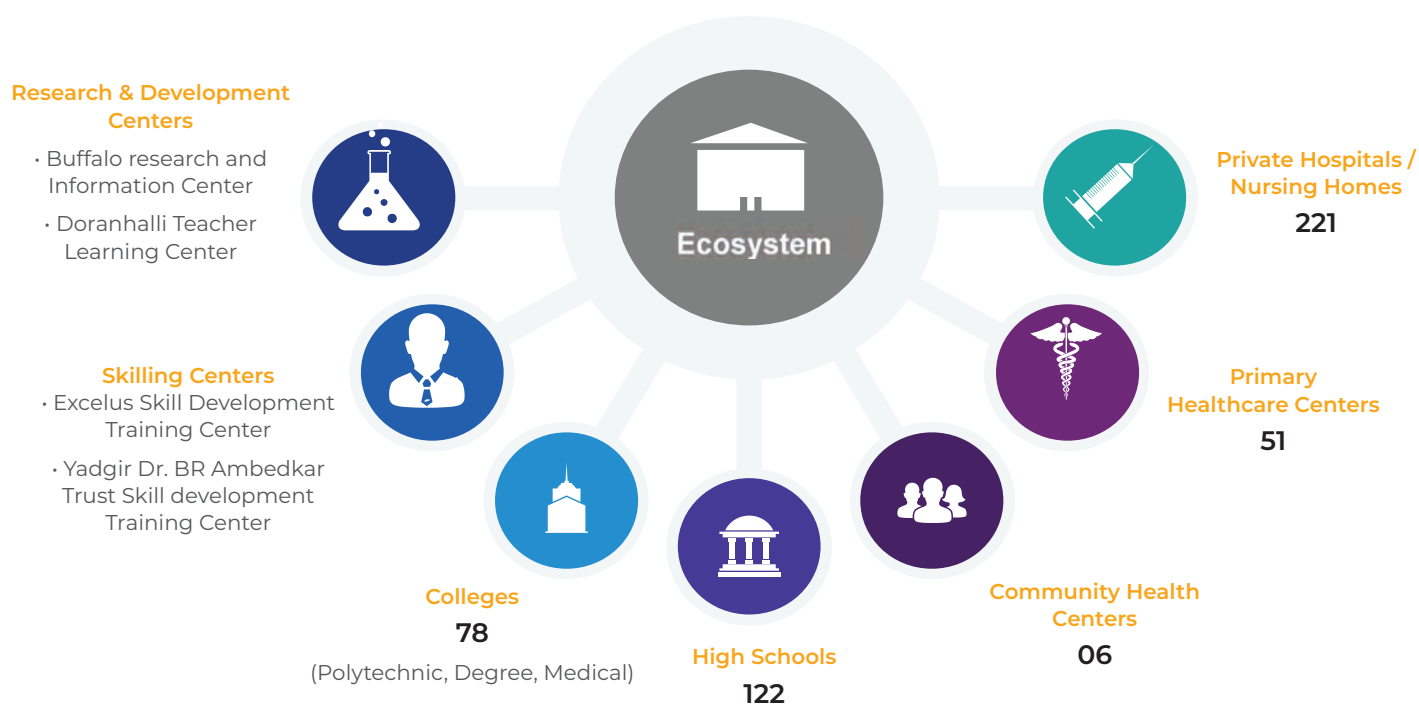 Research & Development
Centers
· Buffalo research and
Information Center
· Doranhalli Teacher
Learning Center
Skilling Centers
· Excelus Skill Development
Training Center
· Yadgir Dr. BR Ambedkar
Trust Skill development
Training Center
Colleges
78
(Polytechnic, Degree, Medical)
High Schools
122
Community Health
Centers
06
Primary
Healthcare Centers
51
Private Hospitals /
Nursing Homes
221
Ecosystem